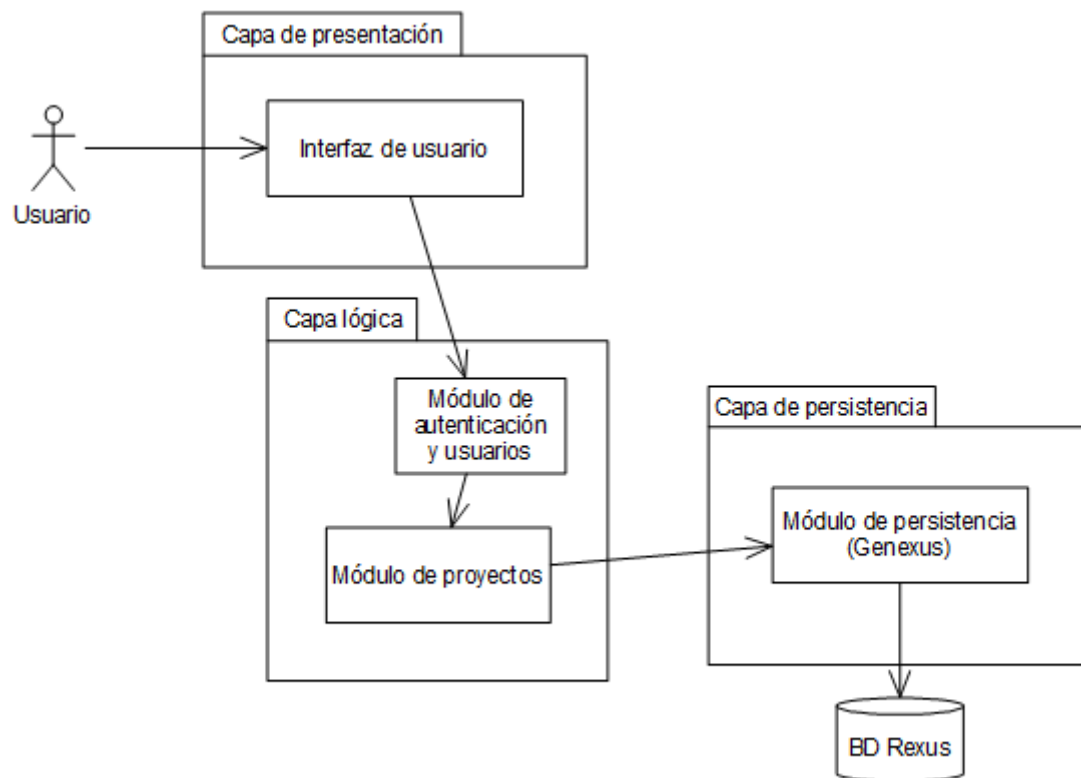 Capa de presentación
Interfaz de usuario
Usuario
Capa lógica
Módulo de
autenticación
y usuarios
Capa de persistencia
Módulo de persistencia
(Genexus)
Módulo de proyectos
BD Rexus